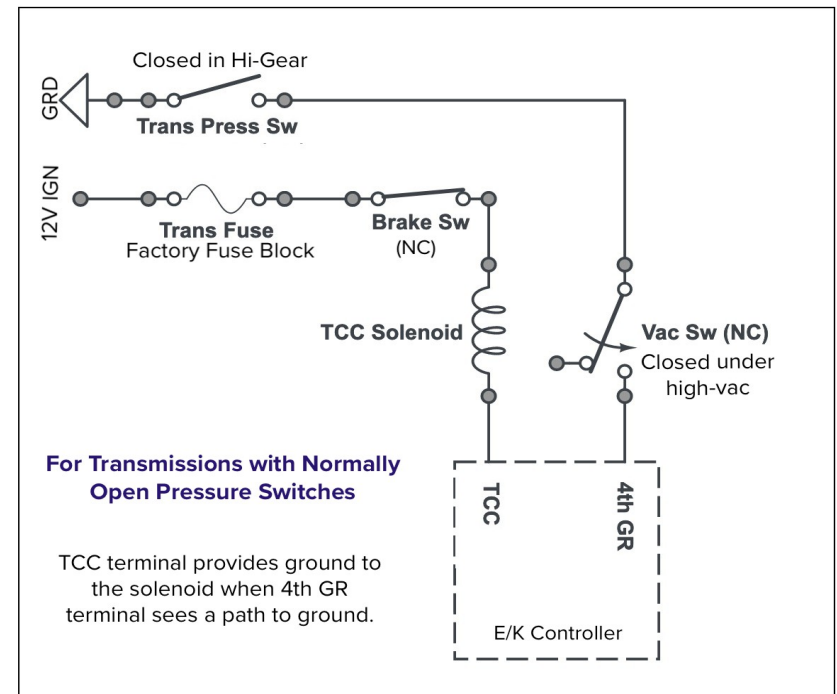 Closed in Hi-Gear
GRD
Trans Press Sw
12V IGN
Trans Fuse
Factory Fuse Block
Brake Sw
(NC)
TCC Solenoid
Vac Sw (NC)
Closed under
high-vac
For Transmissions with Normally
Open Pressure Switches
TCC
4th GR
TCC terminal provides ground to
the solenoid when 4th GR
terminal sees a path to ground.
E/K Controller